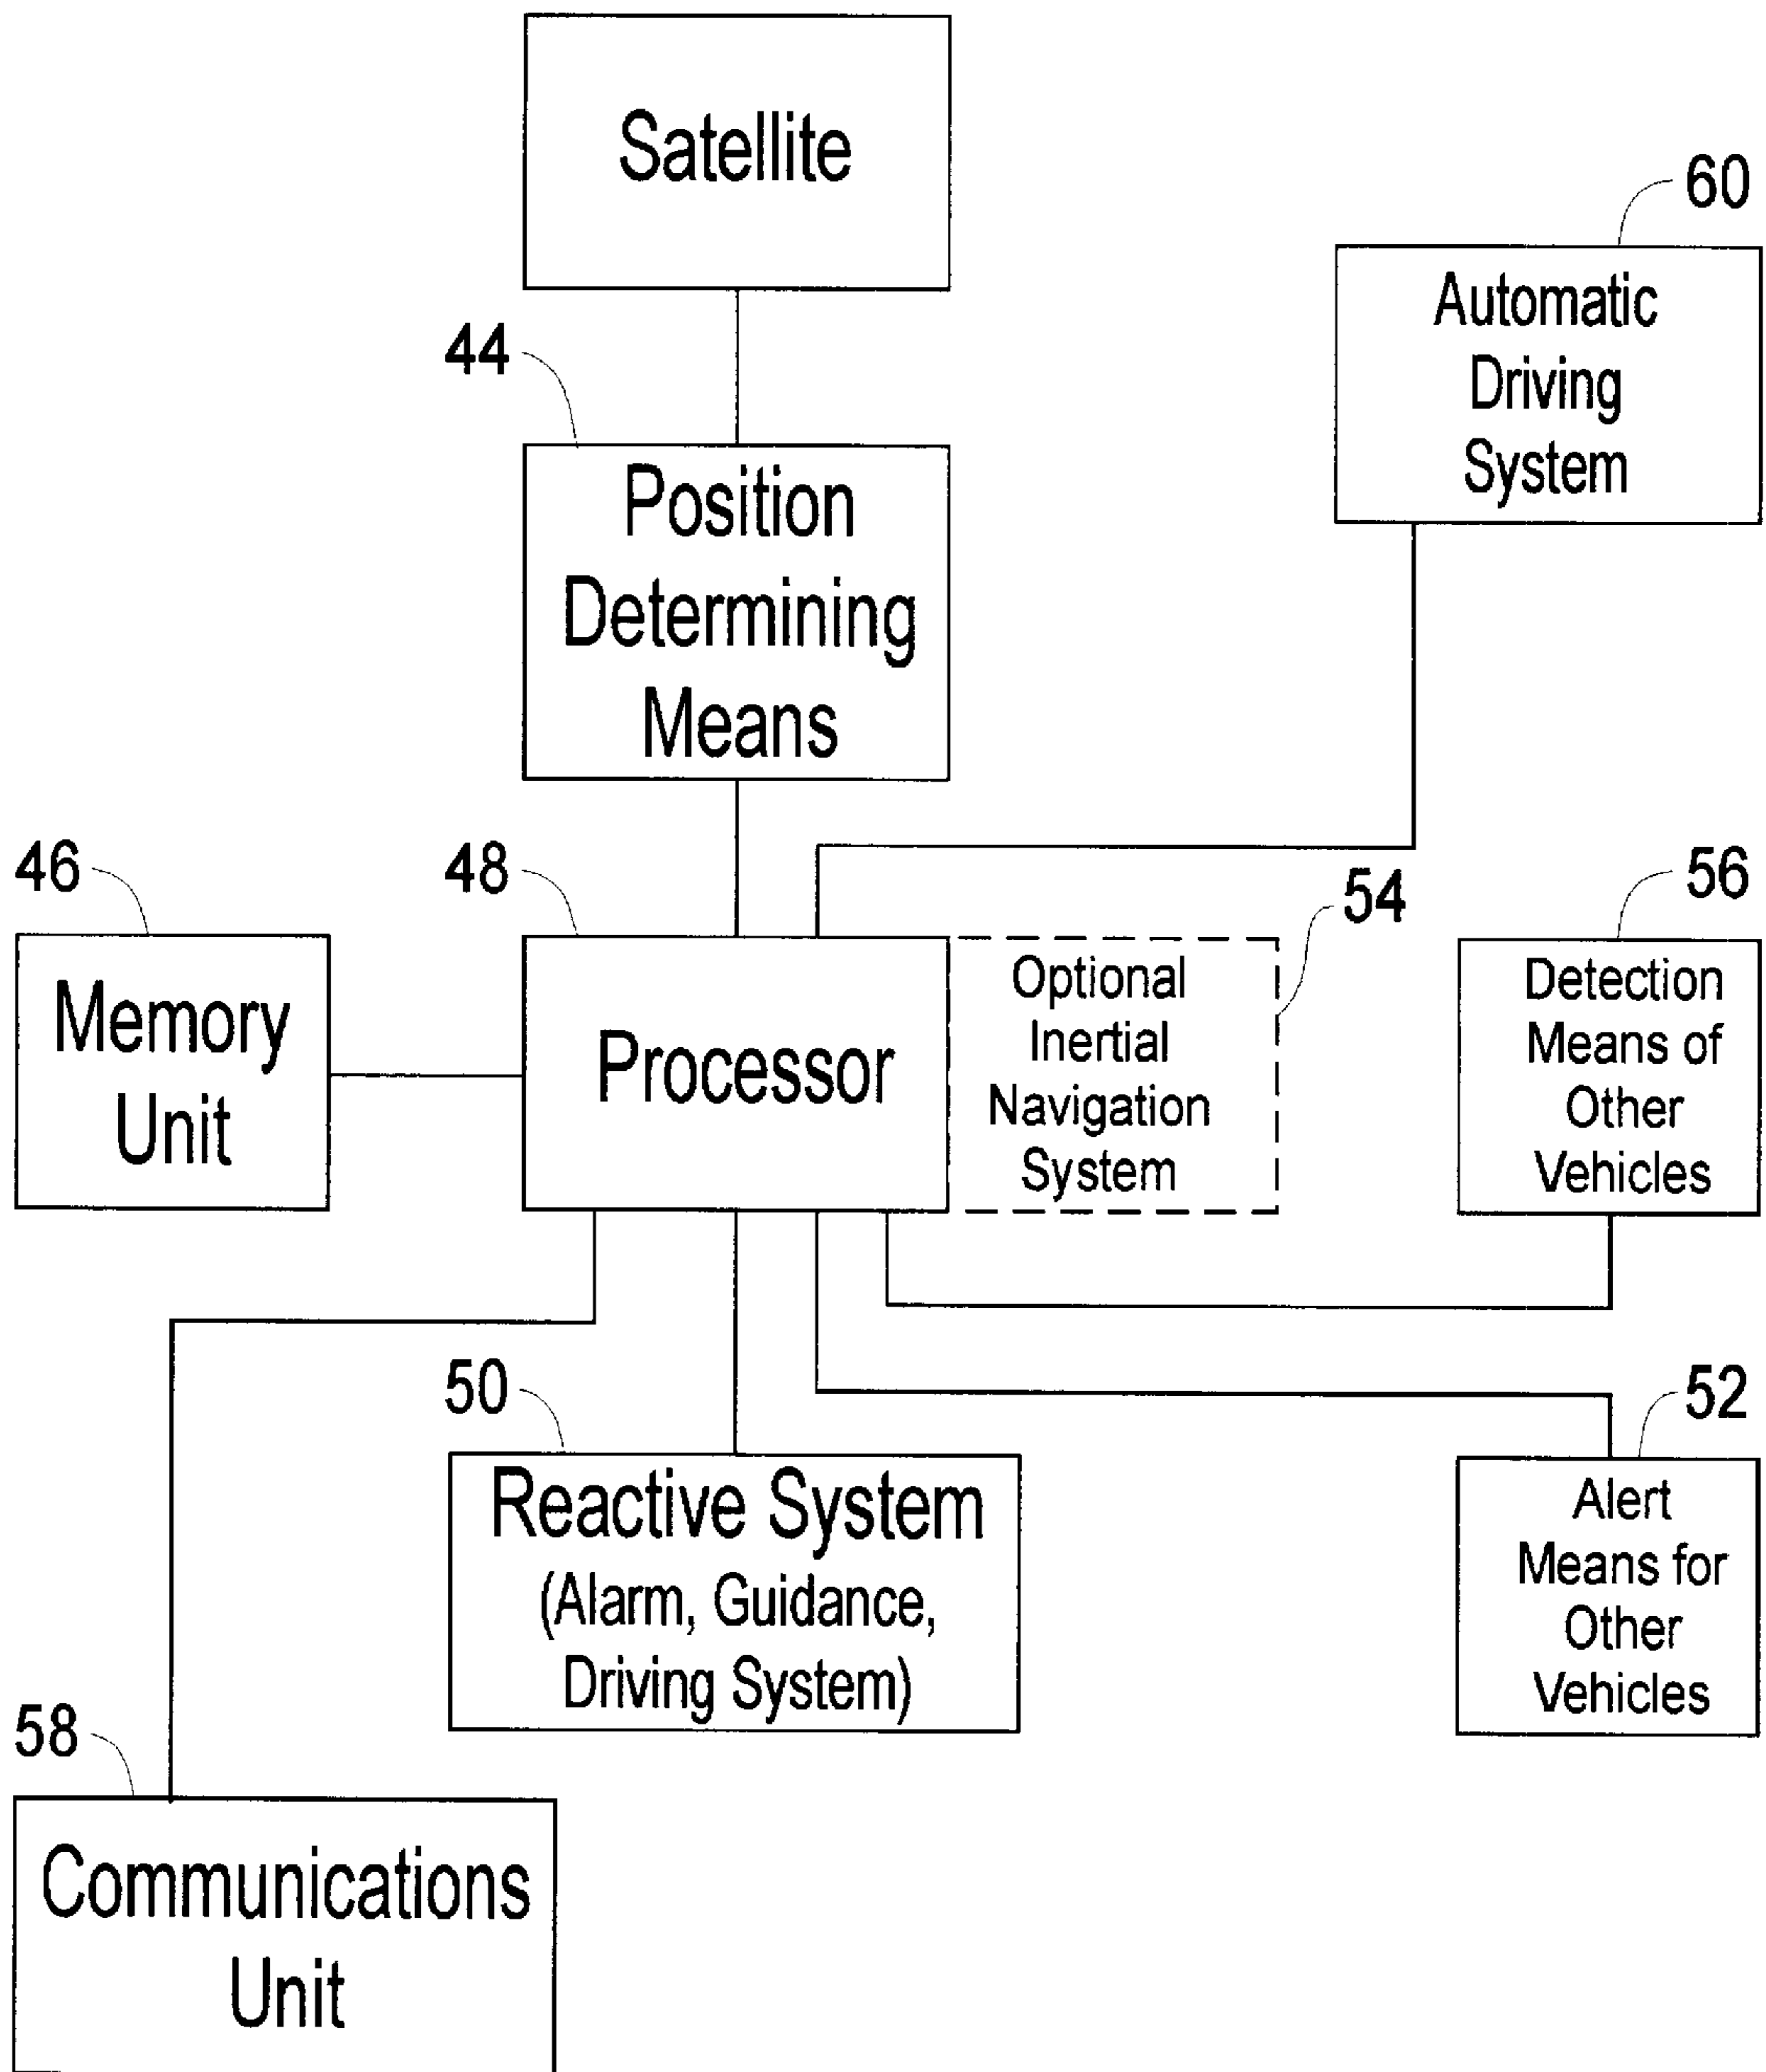 Satellite
60
Automatic
Driving
System
44
Position
Determining
Means
46
Memory
Unit
48
Processor
54
Optional
Inertial
Navigation
System
56
Detection
Means of
Other
Vehicles
50
Reactive System
(Alarm, Guidance,
Driving System)
52
Alert
Means for
Other
Vehicles
58
Communications
Unit